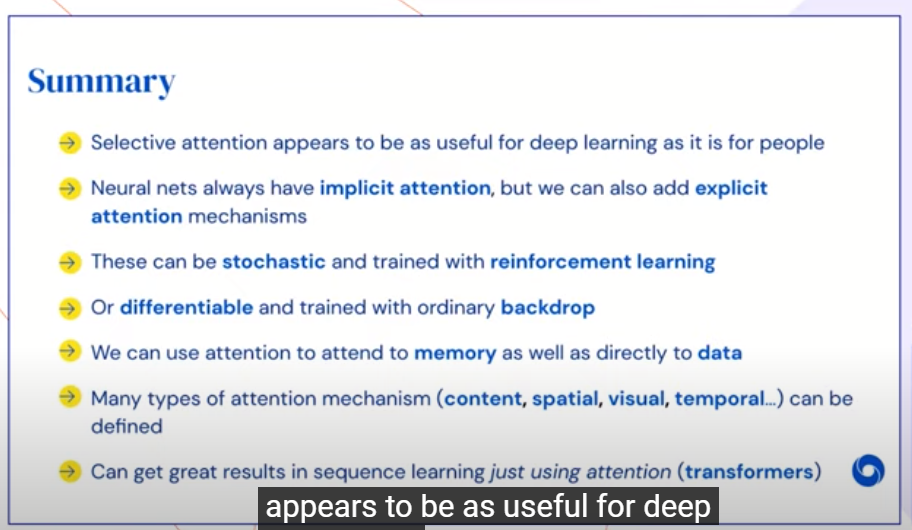 Summary
Selective attention appears to be as useful for deep learning as it is for people
Neural nets always have implicit attention, but we can also add explicit
attention mechanisms
These can be stochastic and trained with reinforcement learning
Or differentiable and trained with ordinary backdrop
We can use attention to attend to memory as well as directly to data
Many types of attention mechanism (content, spatial, visual, temporal…) can be
defined
Can get great results in sequence learning just using attention (transformers)
appears to be as useful for deep